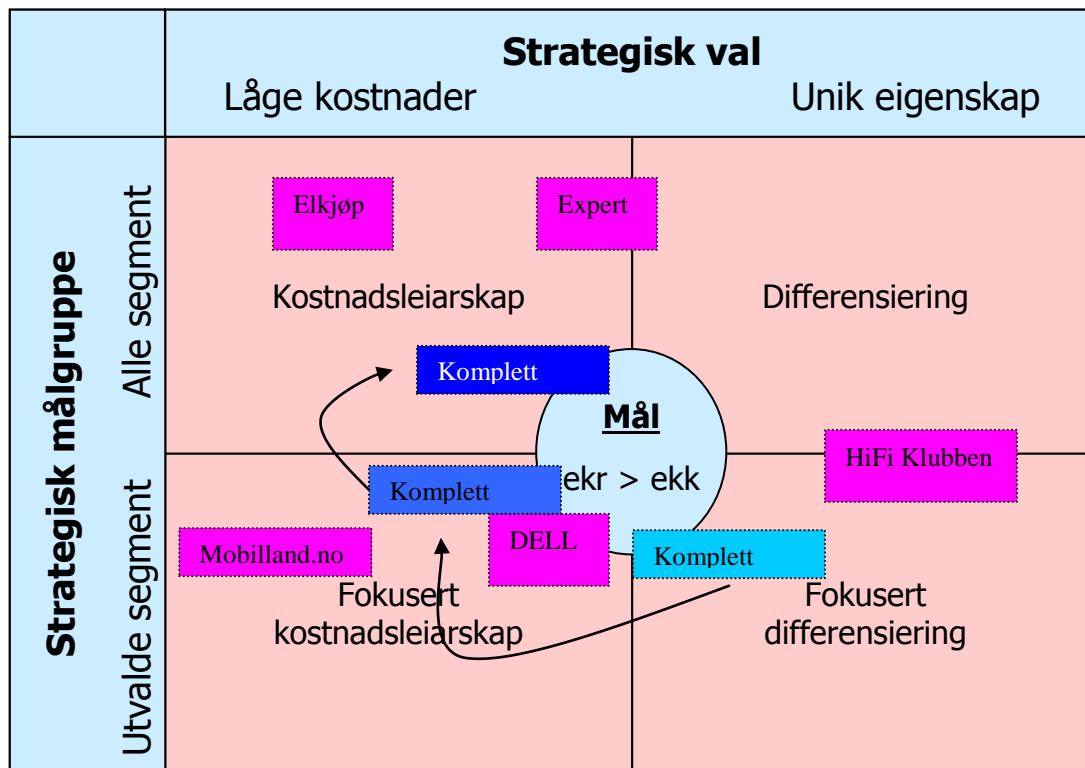 Strategisk val
Låge kostnader
Unik eigenskap
Strategisk målgruppe
Alle segment
Utvalde segment
Elkjøp
Expert
Kostnadsleiarskap
Differensiering
Komplett
Mål
ekr > ekk
HiFi Klubben
Komplett
DELL
Mobilland.no
Komplett
Fokusert
kostnadsleiarskap
Fokusert
differensiering